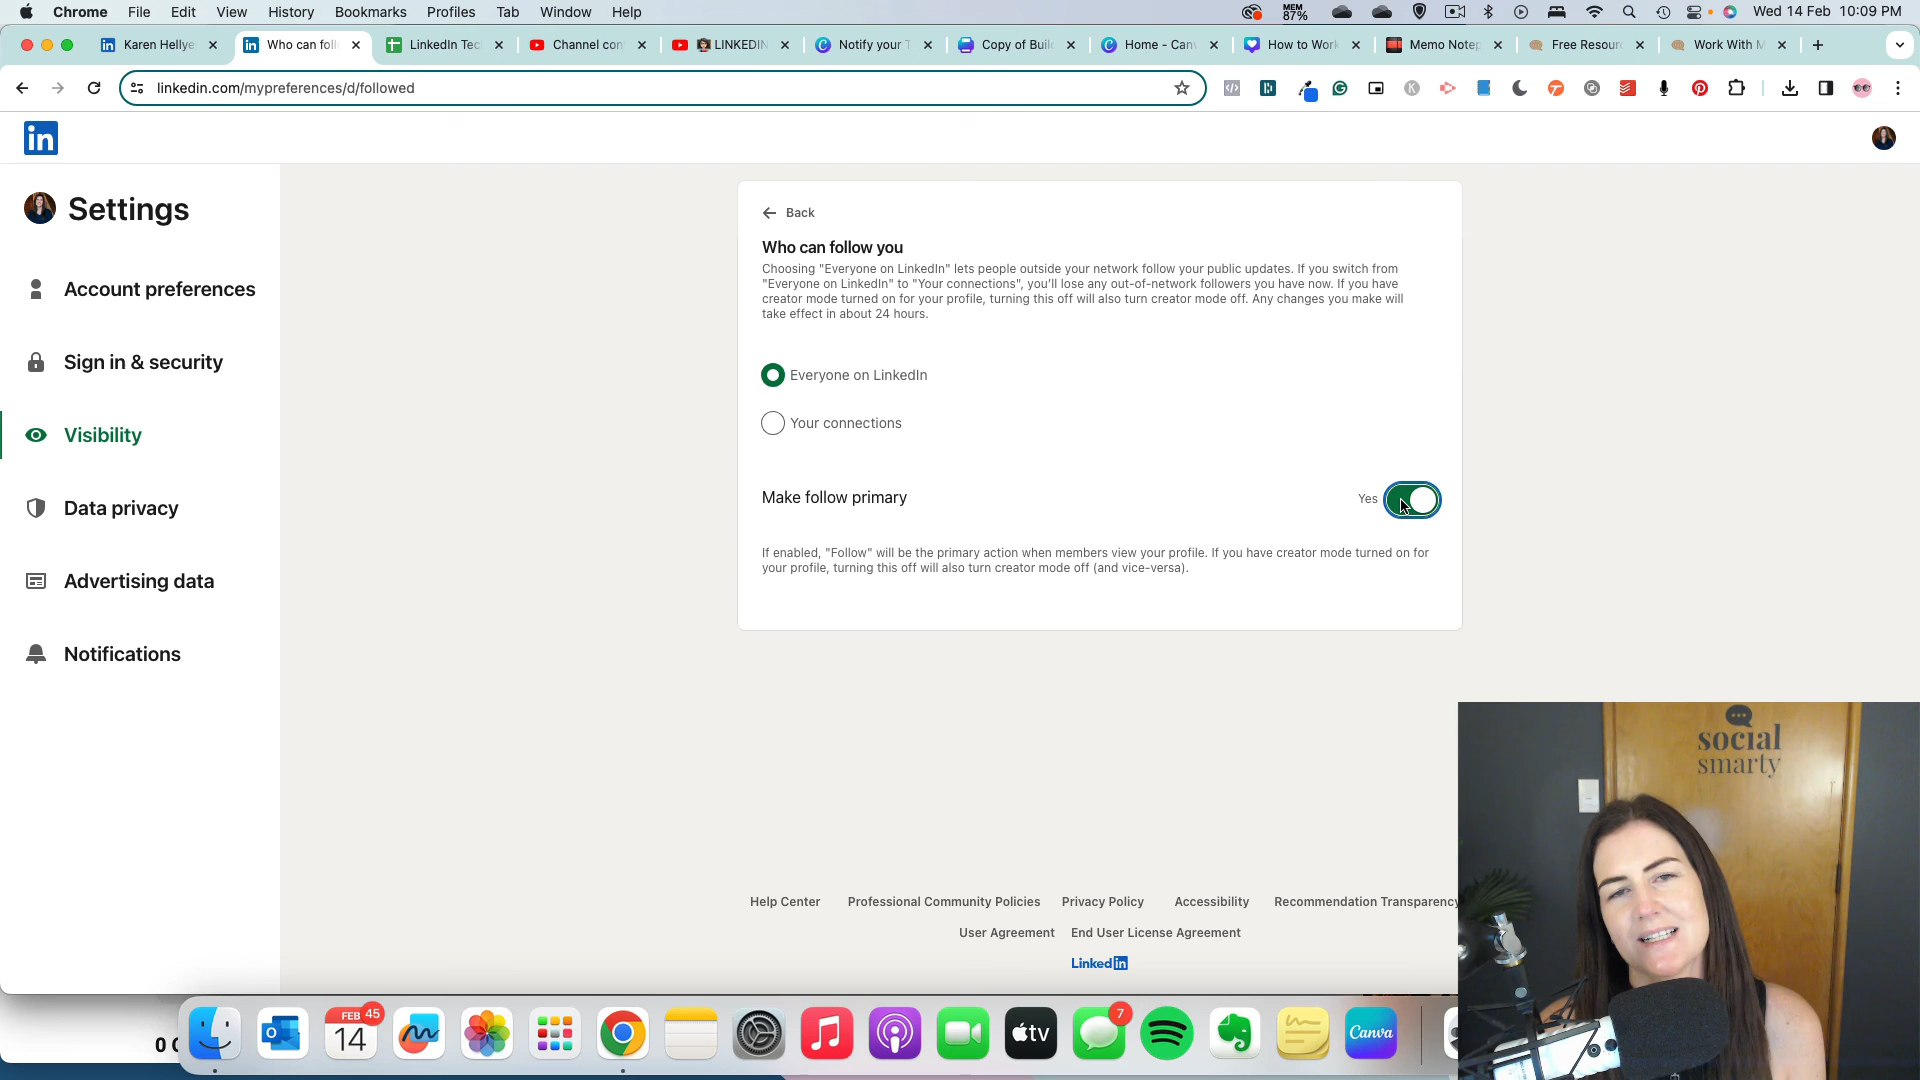 Chrome File Edit View History Bookmarks Profiles Tab Window Help MEM 87% Wed 14 Feb 10:09 PM
Karen Hellye Who can foll LinkedIn Tec Channel con LINKEDIN Notify your T Copy of Buil Home - Can How to Work Memo Notep Free Resour Work With M
linkedin.com/mypreferences/d/followed
in
Settings
Account preferences
Sign in & security
Visibility
Data privacy
Advertising data
Notifications
Back
Who can follow you
Choosing "Everyone on LinkedIn" lets people outside your network follow your public updates. If you switch from
"Everyone on LinkedIn" to "Your connections", you'll lose any out-of-network followers you have now. If you have
creator mode turned on for your profile, turning this off will also turn creator mode off. Any changes you make will
take effect in about 24 hours.
Everyone on LinkedIn
Your connections
Make follow primary Yes
If enabled, "Follow" will be the primary action when members view your profile. If you have creator mode turned on for
your profile, turning this off will also turn creator mode off (and vice-versa).
social
smarty
Help Center Professional Community Policies Privacy Policy Accessibility Recommendation Transparency
User Agreement End User License Agreement
Linked in
FEB 45
14
7
tv
Canva